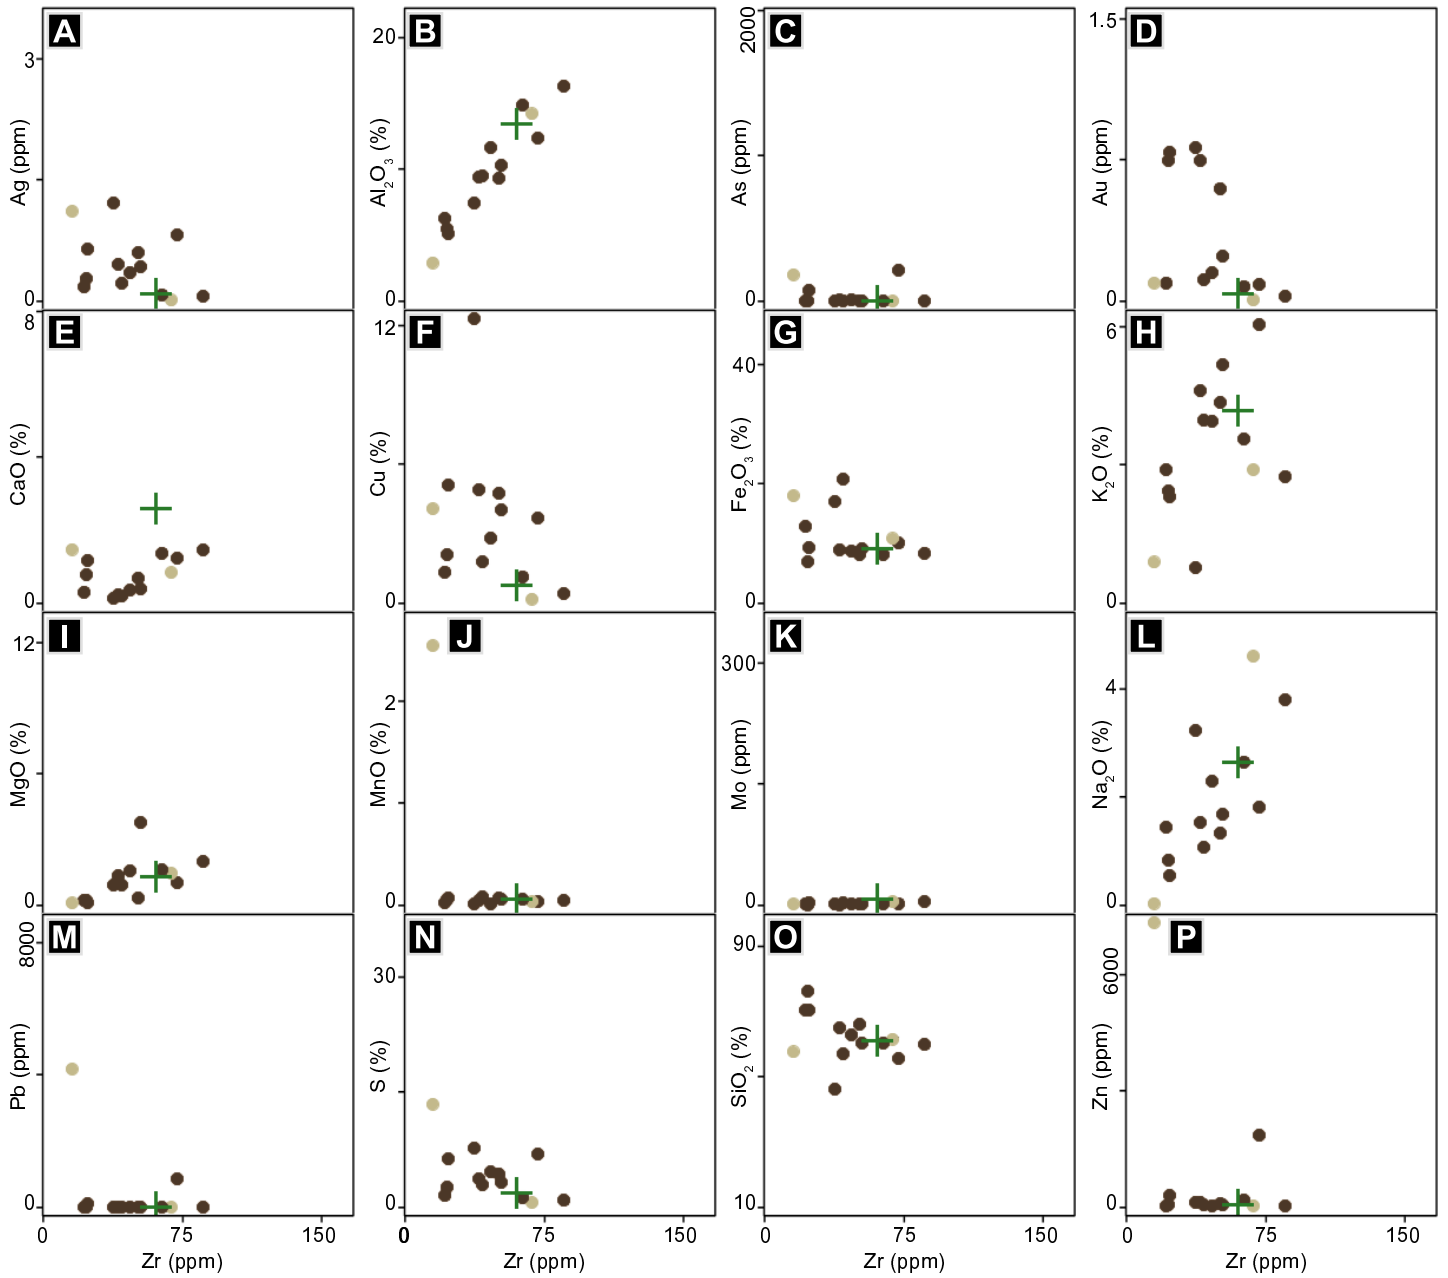 A
B
C
D
3
0
Ag (ppm)
20
0
Al2O3 (%)
2000
0
As (ppm)
1.5
0
Au (ppm)
E
F
G
H
8
0
CaO (%)
12
0
Cu (%)
40
0
Fe2O3 (%)
6
0
K2O (%)
I
J
K
L
12
0
MgO (%)
2
0
MnO (%)
300
0
Mo (ppm)
4
0
Na2O (%)
M
N
O
P
8000
0
Pb (ppm)
30
0
S (%)
90
10
SiO2 (%)
6000
0
Zn (ppm)
0 75 150
0 75 150
0 75 150
0 75 150
Zr (ppm)
Zr (ppm)
Zr (ppm)
Zr (ppm)